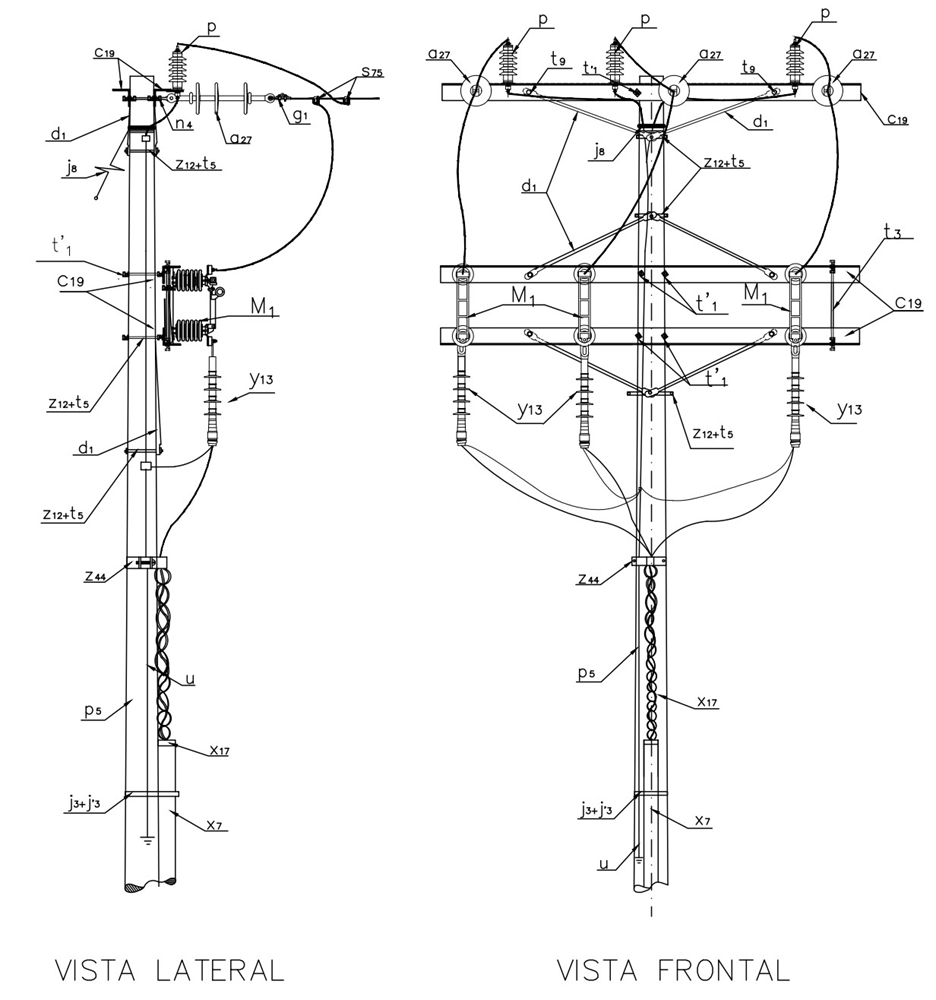 p
C19
S75
d1
n4
a27
g1
j8
z12+t5
t'1
C19
M1
z12+t5
y13
d1
z12+t5
z44
u
p5
x17
j3+j'3
x7
VISTA LATERAL
p
p
p
a27
t9
t'1
a27
t9
a27
d1
C19
j8
z12+t5
d1
t3
M1
t'1
M1
C19
t'1
y13
y13
z12+t5
z44
p5
x17
j3+j'3
x7
u
VISTA FRONTAL